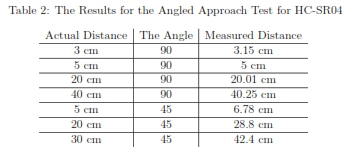 Table 2: The Results for the Angled Approach Test for HC-SR04
Actual Distance The Angle Measured Distance
3 cm 90 3.15 cm
5 cm 90 5 cm
20 cm 90 20.01 cm
40 cm 90 40.25 cm
5 cm 45 6.78 cm
20 cm 45 28.8 cm
30 cm 45 42.4 cm